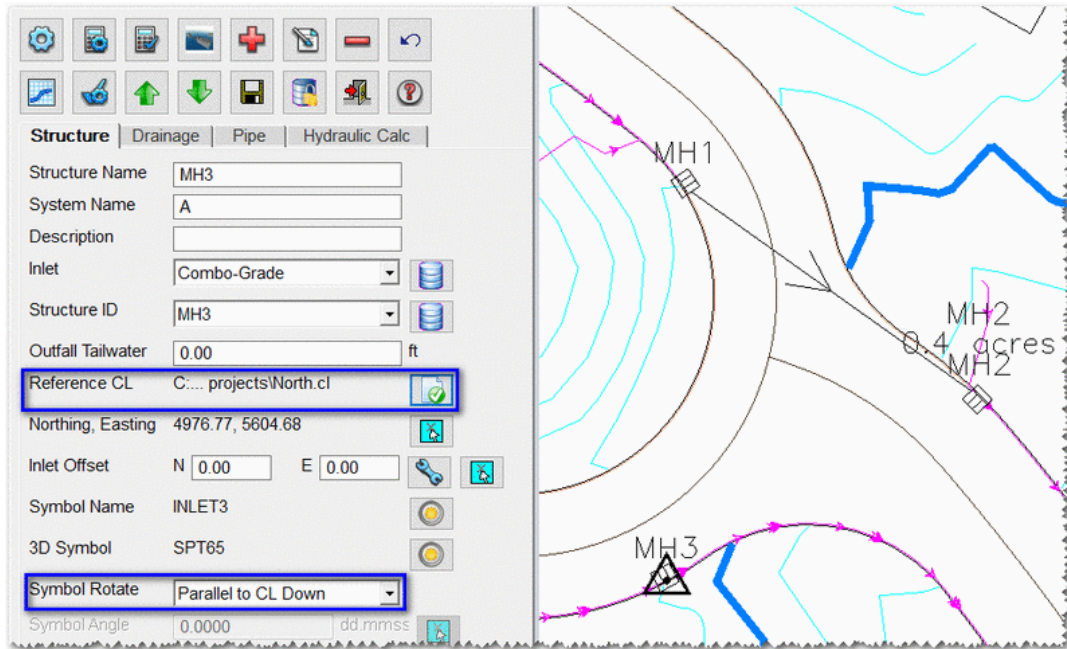 Structure Drainage Pipe Hydraulic Calc
Structure Name MH3
System Name A
Description
Inlet Combo-Grade
Structure ID MH3
Outfall Tailwater 0.00 ft
Reference CL C:... projects\North.cl
Northing, Easting 4976.77, 5604.68
Inlet Offset N 0.00 E 0.00
Symbol Name INLET3
3D Symbol SPT65
Symbol Rotate Parallel to CL Down
Symbol Angle 0.0000 dd.mmss
MH1
MH2
0.4 acres
MH2
MH3